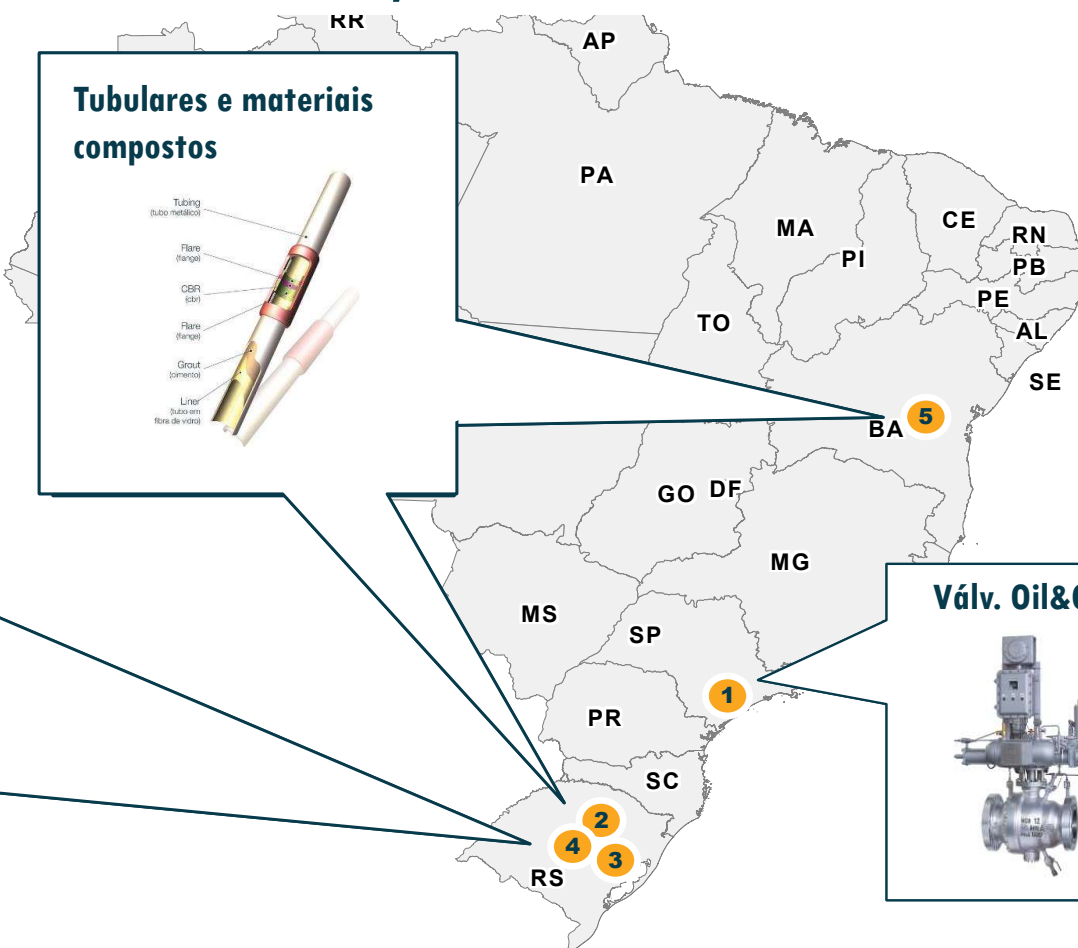 RR
AP
Tubulares e materiais
compostos
Tubing
(tubo metálico)
Flare
(flange)
CBR
(cbr)
Flare
(flange)
Grout
(cimento)
Liner
(tubo em
fibra de vidro)
PA
MA
PI
CE
RN
PB
PE
AL
SE
TO
BA
5
GO
DF
MG
MS
SP
1
PR
SC
2
4
3
RS
Válv. Oil&